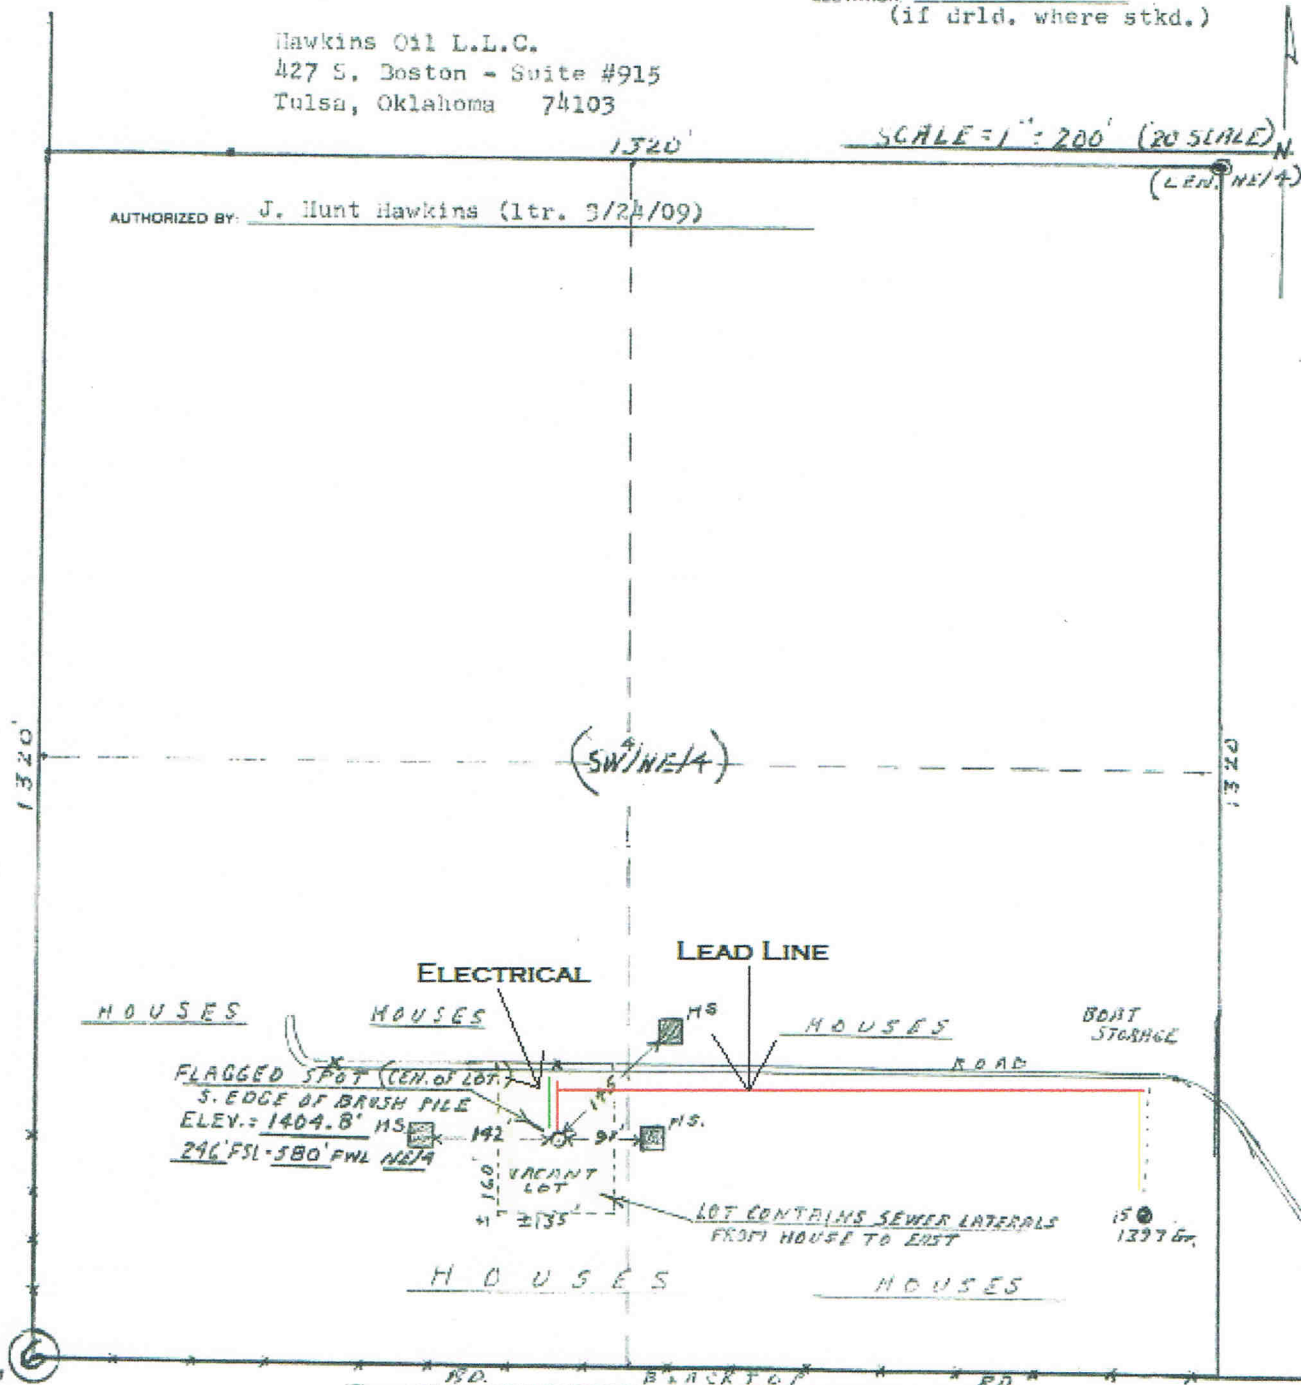 (if drld. where stkd.)
Hawkins Oil L.L.C.
427 S. Boston - Suite #915
Tulsa, Oklahoma 74103
1320'
SCALE = 1" = 200' (20 SCALE)
N
(CEN. NE/4)
AUTHORIZED BY: J. Hunt Hawkins (ltr. 9/24/09)
1320'
(SW/4 NE/4)
1320'
LEAD LINE
ELECTRICAL
HOUSES
HOUSES
HS
HOUSES
BOAT
STORAGE
ROAD
FLAGGED SPOT (CEN. OF LOT)
S. EDGE OF BRUSH PILE
ELEV.: 1404.8'
HS
142'
HS.
246' FSL - 580' FWL NE/4
VACANT
LOT
± 160
±135'
LOT CONTAINS SEWER LATERALS
FROM HOUSE TO EAST
15
1397 Gr.
HOUSES
HOUSES
6
RD.
BLACKTOP
RD.